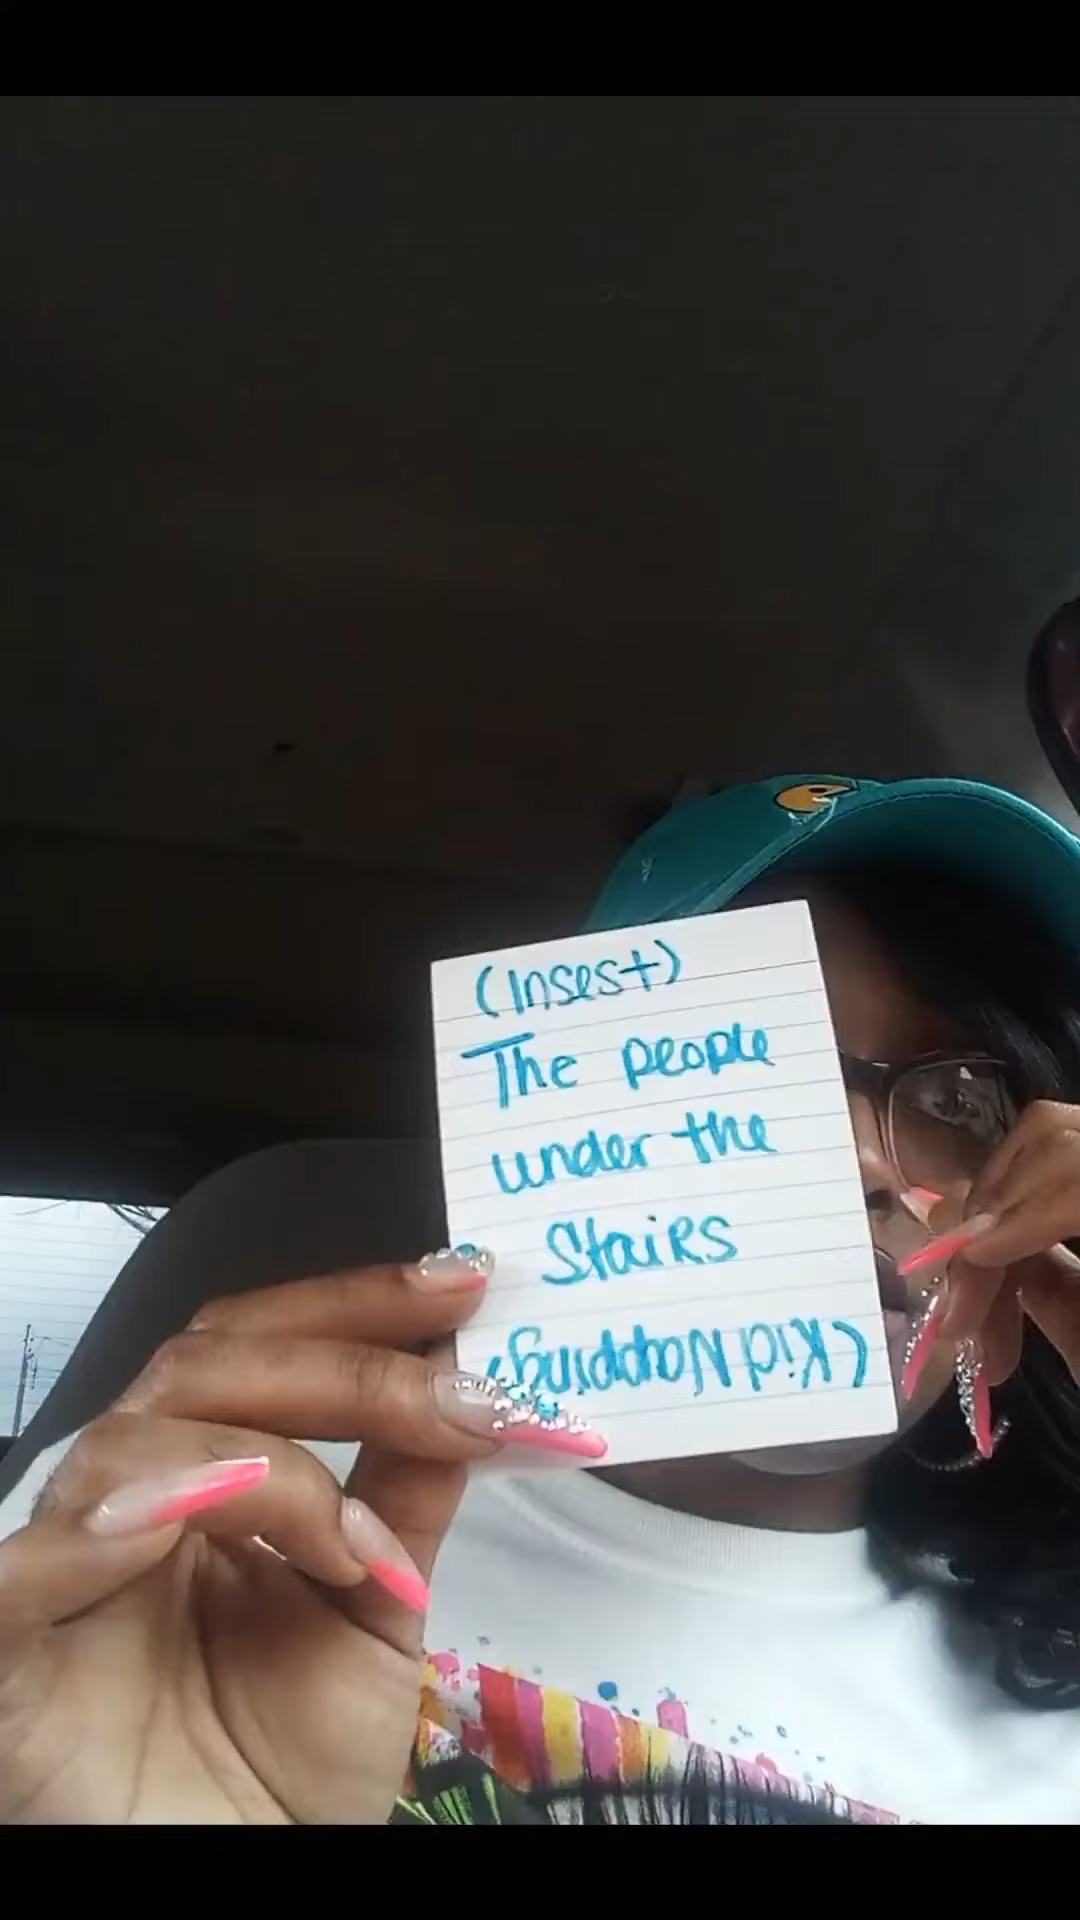 (Insest)
The people
under the
Stairs
(Kid Napping)